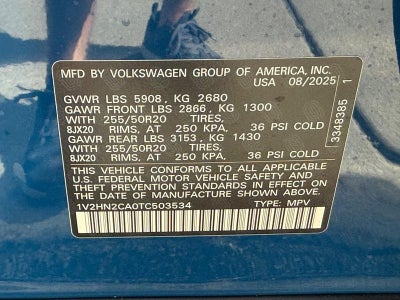 MFD BY VOLKSWAGEN GROUP OF AMERICA, INC.
USA 08/2025
GVWR LBS 5908, KG 2680
GAWR FRONT LBS 2866, KG 1300
WITH 255/50R20 TIRES,
8JX20 RIMS, AT 250 KPA, 36 PSI COLD
GAWR REAR LBS 3153, KG 1430
WITH 255/50R20 TIRES,
8JX20 RIMS, AT 250 KPA, 36 PSI COLD
THIS VEHICLE CONFORMS TO ALL APPLICABLE
U.S. FEDERAL MOTOR VEHICLE SAFETY AND
THEFT PREVENTION STANDARDS IN EFFECT
ON THE DATE OF MANUFACTURE SHOWN ABOVE.
1V2HN2CA0TC503534 TYPE: MPV
3348385 1